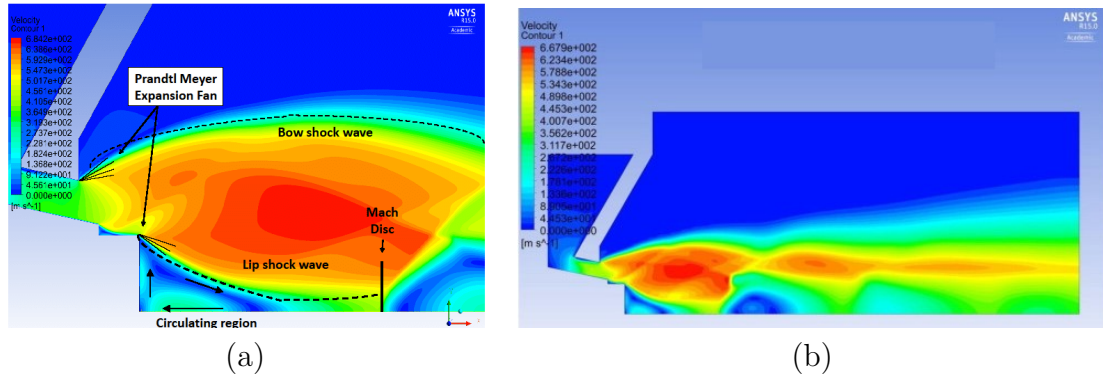 Velocity
Contour 1
6.842e+002
6.386e+002
5.929e+002
5.473e+002
5.017e+002
4.561e+002
4.105e+002
3.649e+002
3.193e+002
2.737e+002
2.281e+002
1.824e+002
1.368e+002
9.122e+001
4.561e+001
0.000e+000
[m s^-1]
ANSYS
R15.0
Academic
Prandtl Meyer
Expansion Fan
Bow shock wave
Mach
Disc
Lip shock wave
Circulating region
(a)
Velocity
Contour 1
6.679e+002
6.234e+002
5.788e+002
5.343e+002
4.898e+002
4.453e+002
4.007e+002
3.562e+002
3.117e+002
2.672e+002
2.226e+002
1.781e+002
1.336e+002
8.905e+001
4.453e+001
0.000e+000
[m s^-1]
ANSYS
R15.0
Academic
(b)